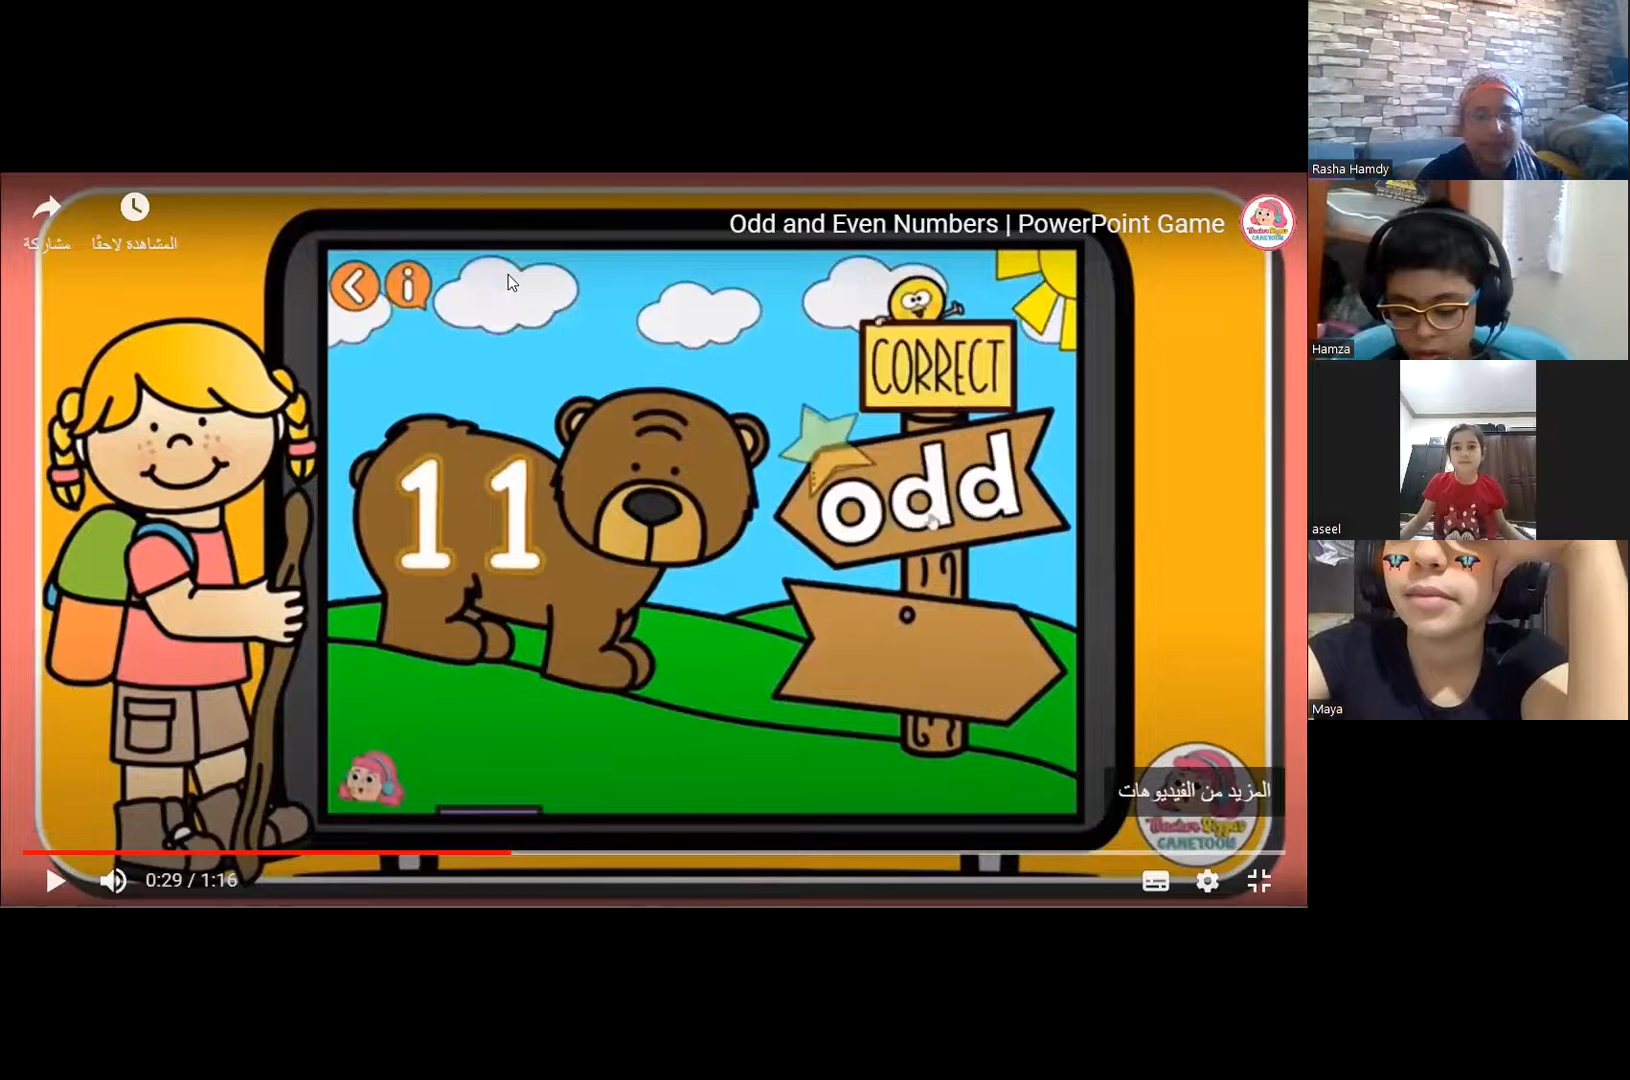 مشاركة
المشاهدة لاحقًا
Odd and Even Numbers | PowerPoint Game
CORRECT
11
odd
المزيد من الفيديوهات
CANETOON
0:29 / 1:16
Rasha Hamdy
Hamza
aseel
Maya